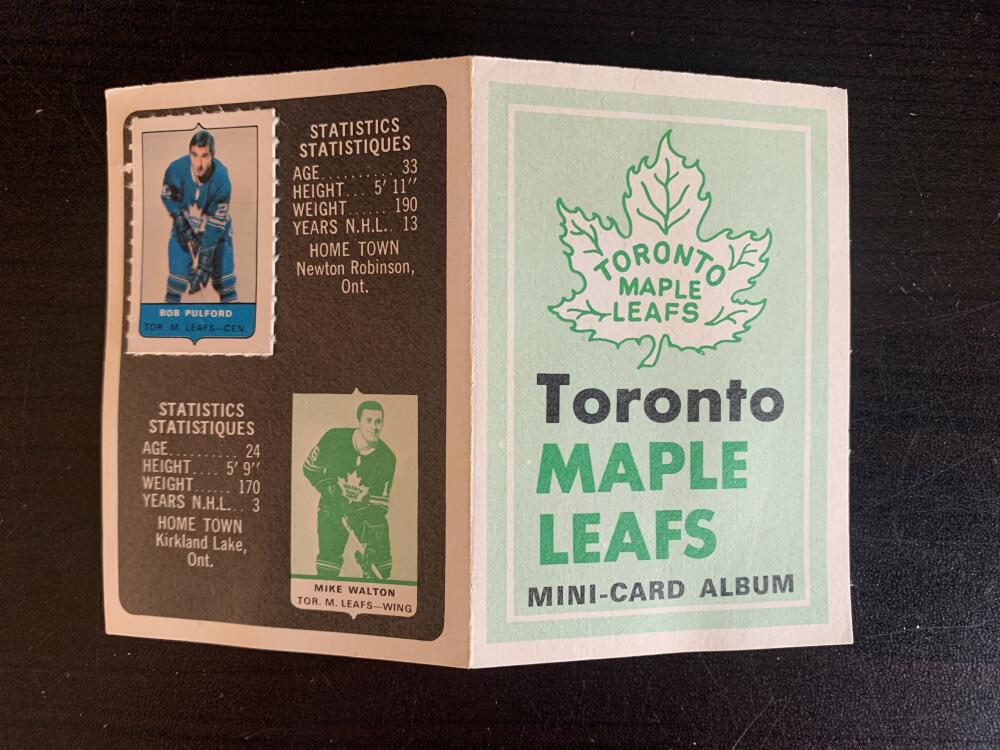 STATISTICS
STATISTIQUES
AGE.......... 33
HEIGHT... 5' 11"
WEIGHT...... 190
YEARS N.H.L.. 13
HOME TOWN
Newton Robinson,
Ont.
BOB PULFORD
TOR. M. LEAFS—CEN.
STATISTICS
STATISTIQUES
AGE.......... 24
HEIGHT.... 5' 9"
WEIGHT...... 170
YEARS N.H.L... 3
HOME TOWN
Kirkland Lake,
Ont.
MIKE WALTON
TOR. M. LEAFS—WING
TORONTO
MAPLE
LEAFS
Toronto
MAPLE
LEAFS
MINI-CARD ALBUM